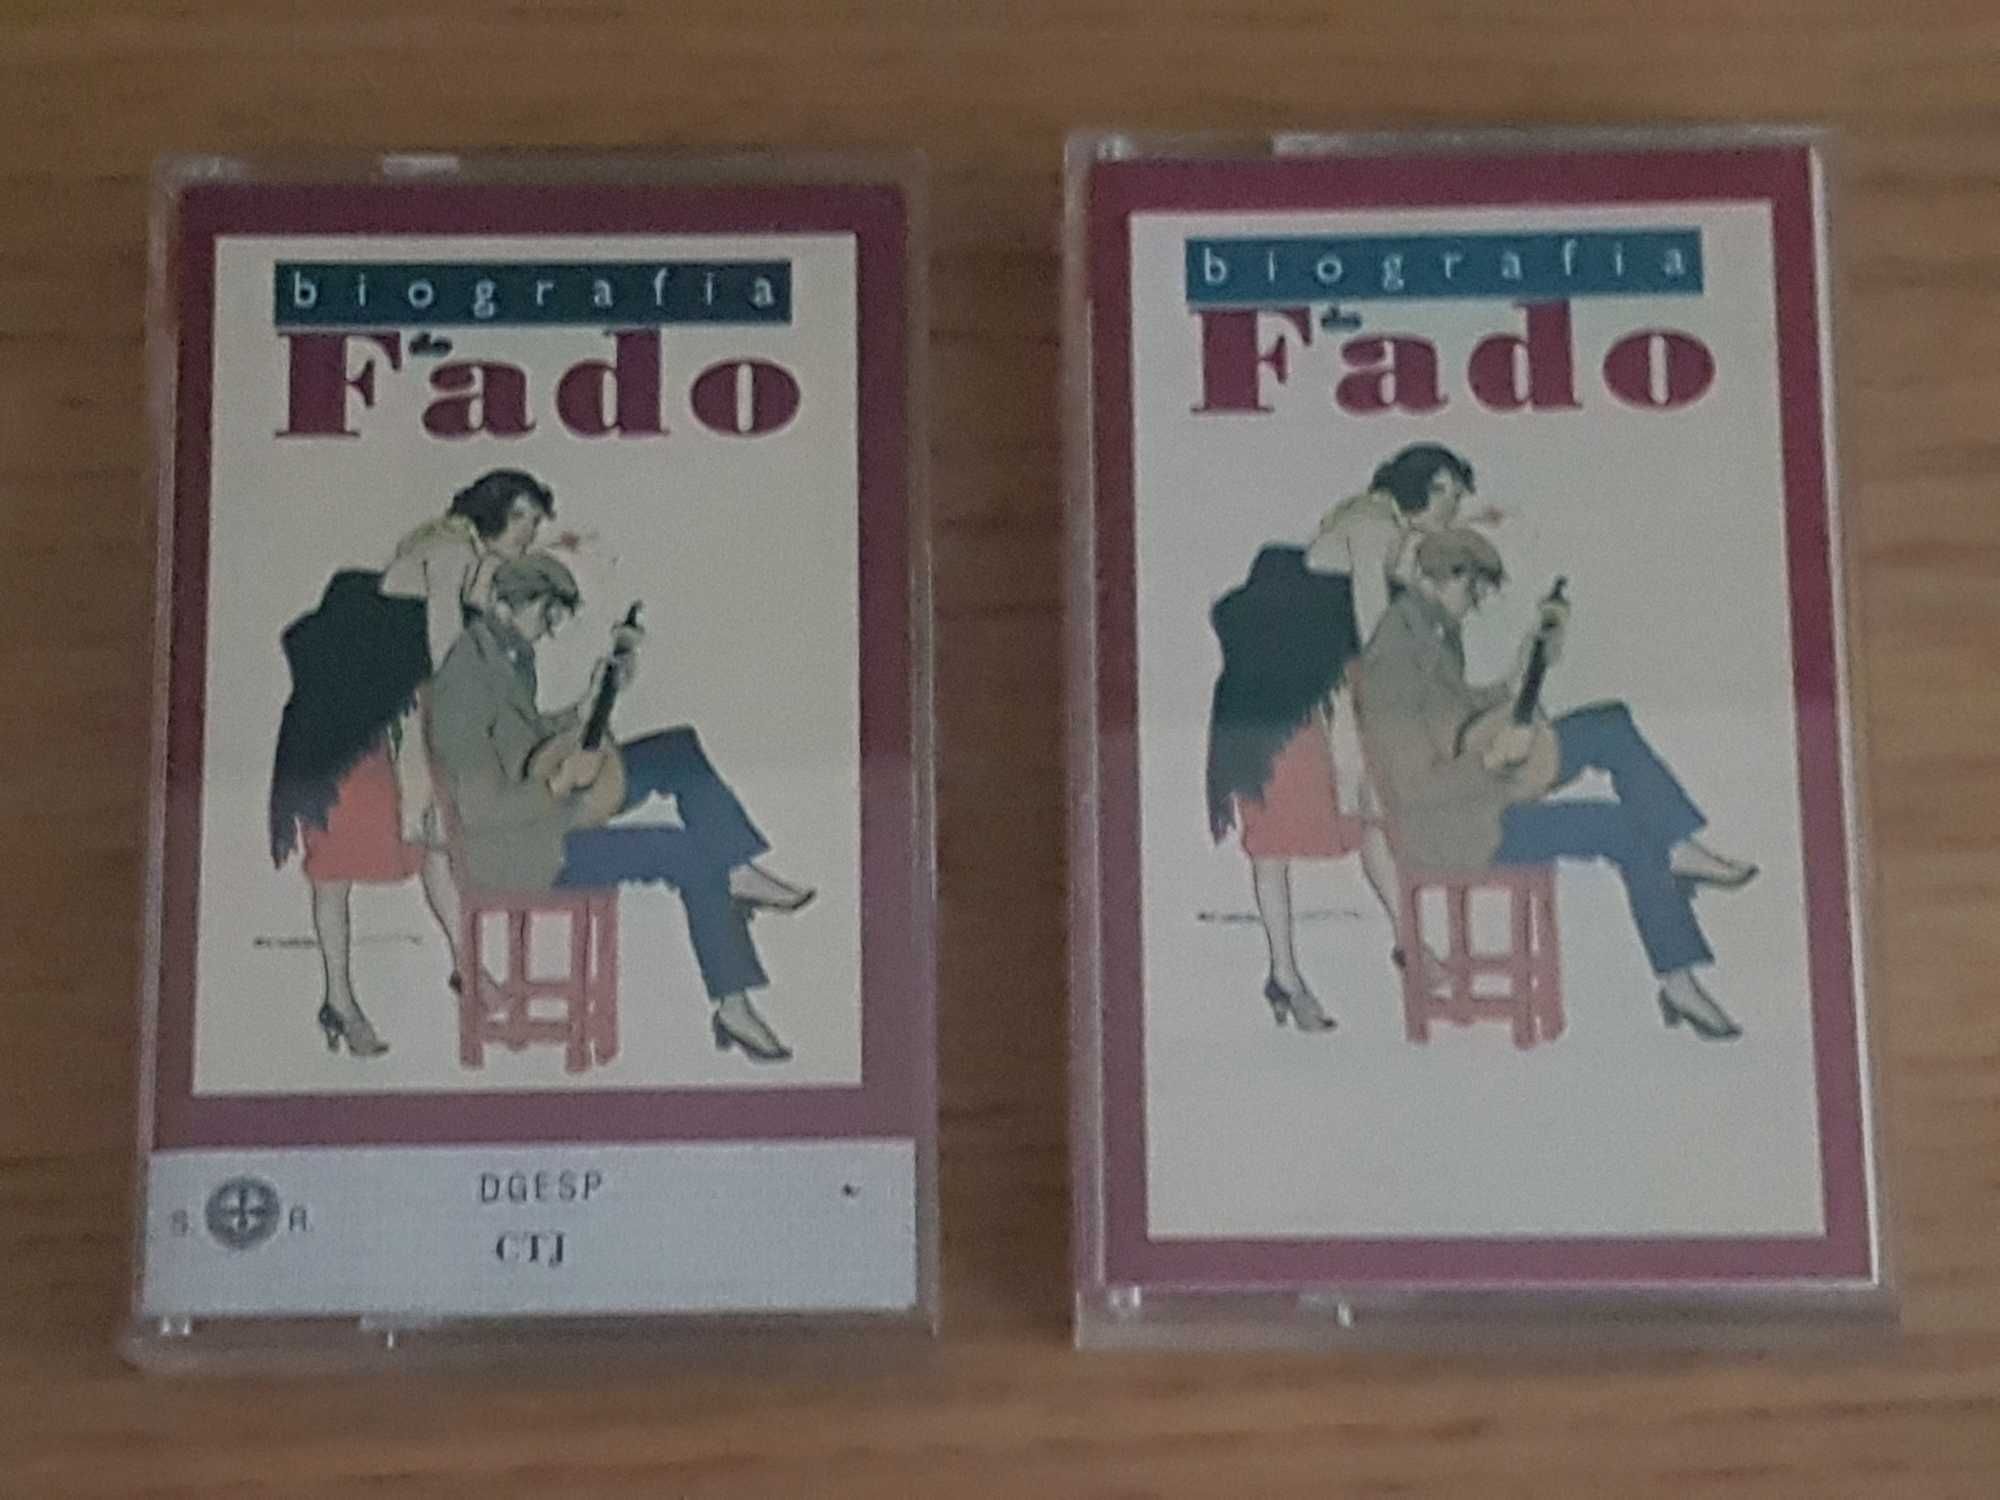 biografia
do
Fado
S. R.
DGESP
CTJ
biografia
do
Fado